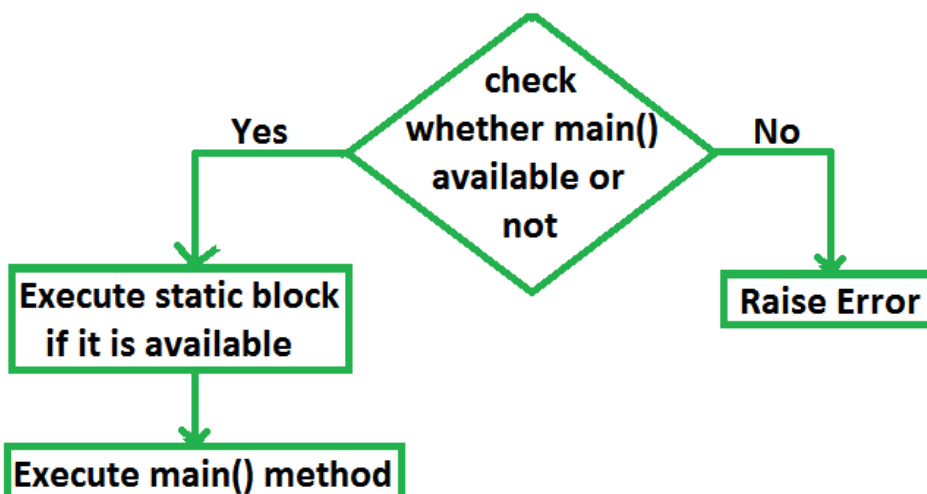 check
whether main()
available or
not
Yes
No
Execute static block
if it is available
Raise Error
Execute main() method